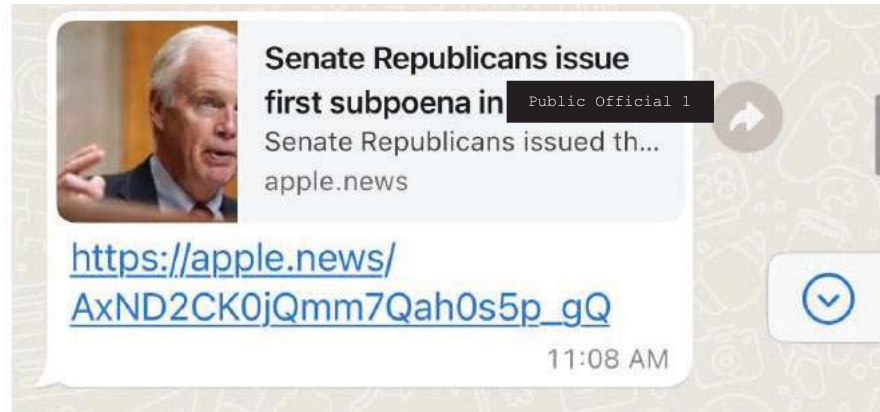 Senate Republicans issue
first subpoena in Public Official 1
Senate Republicans issued th...
apple.news
https://apple.news/
AxND2CK0jQmm7Qah0s5p_gQ
11:08 AM